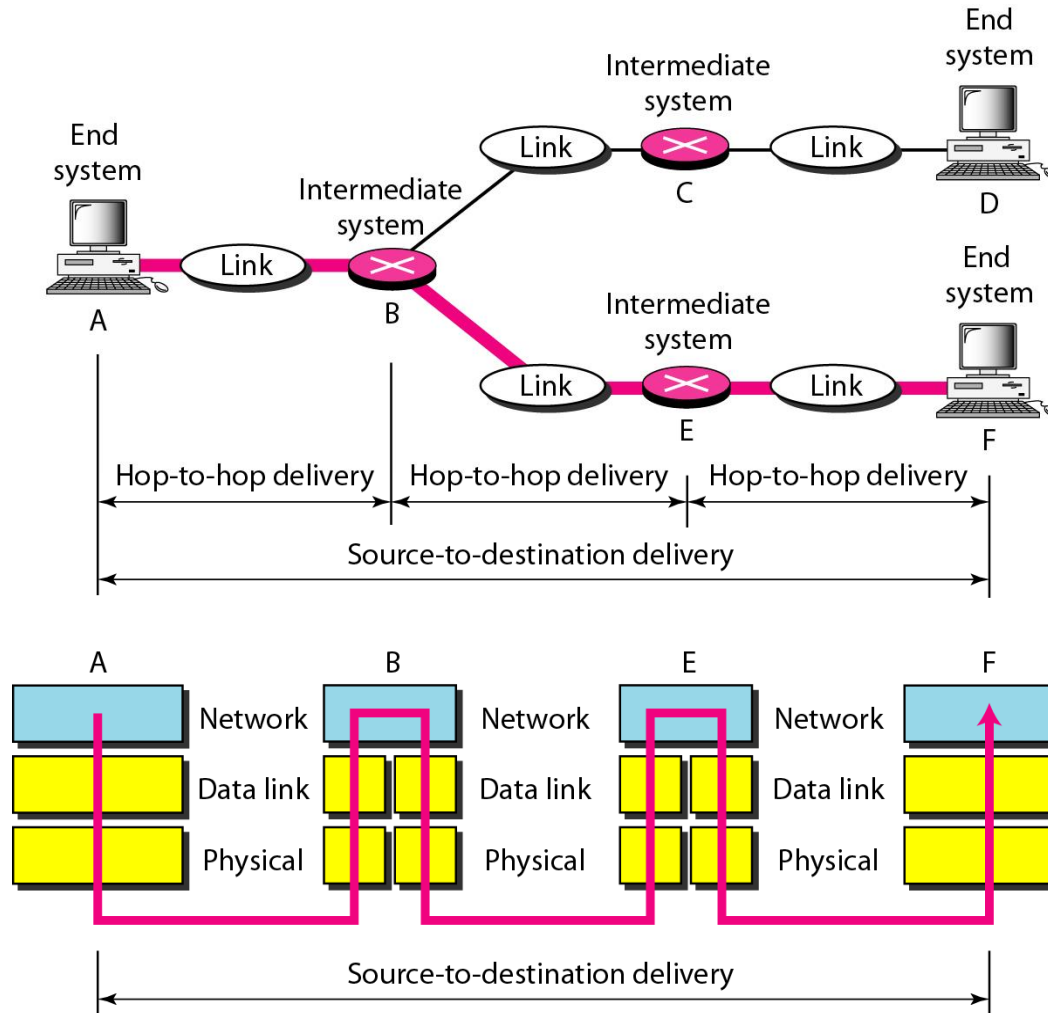 End
system
Intermediate
system
End
system
Link
Link
C
D
Intermediate
system
Link
A
B
End
system
Intermediate
system
Link
Link
E
F
Hop-to-hop delivery
Hop-to-hop delivery
Hop-to-hop delivery
Source-to-destination delivery
A
B
E
F
Network
Network
Network
Data link
Data link
Data link
Physical
Physical
Physical
Source-to-destination delivery